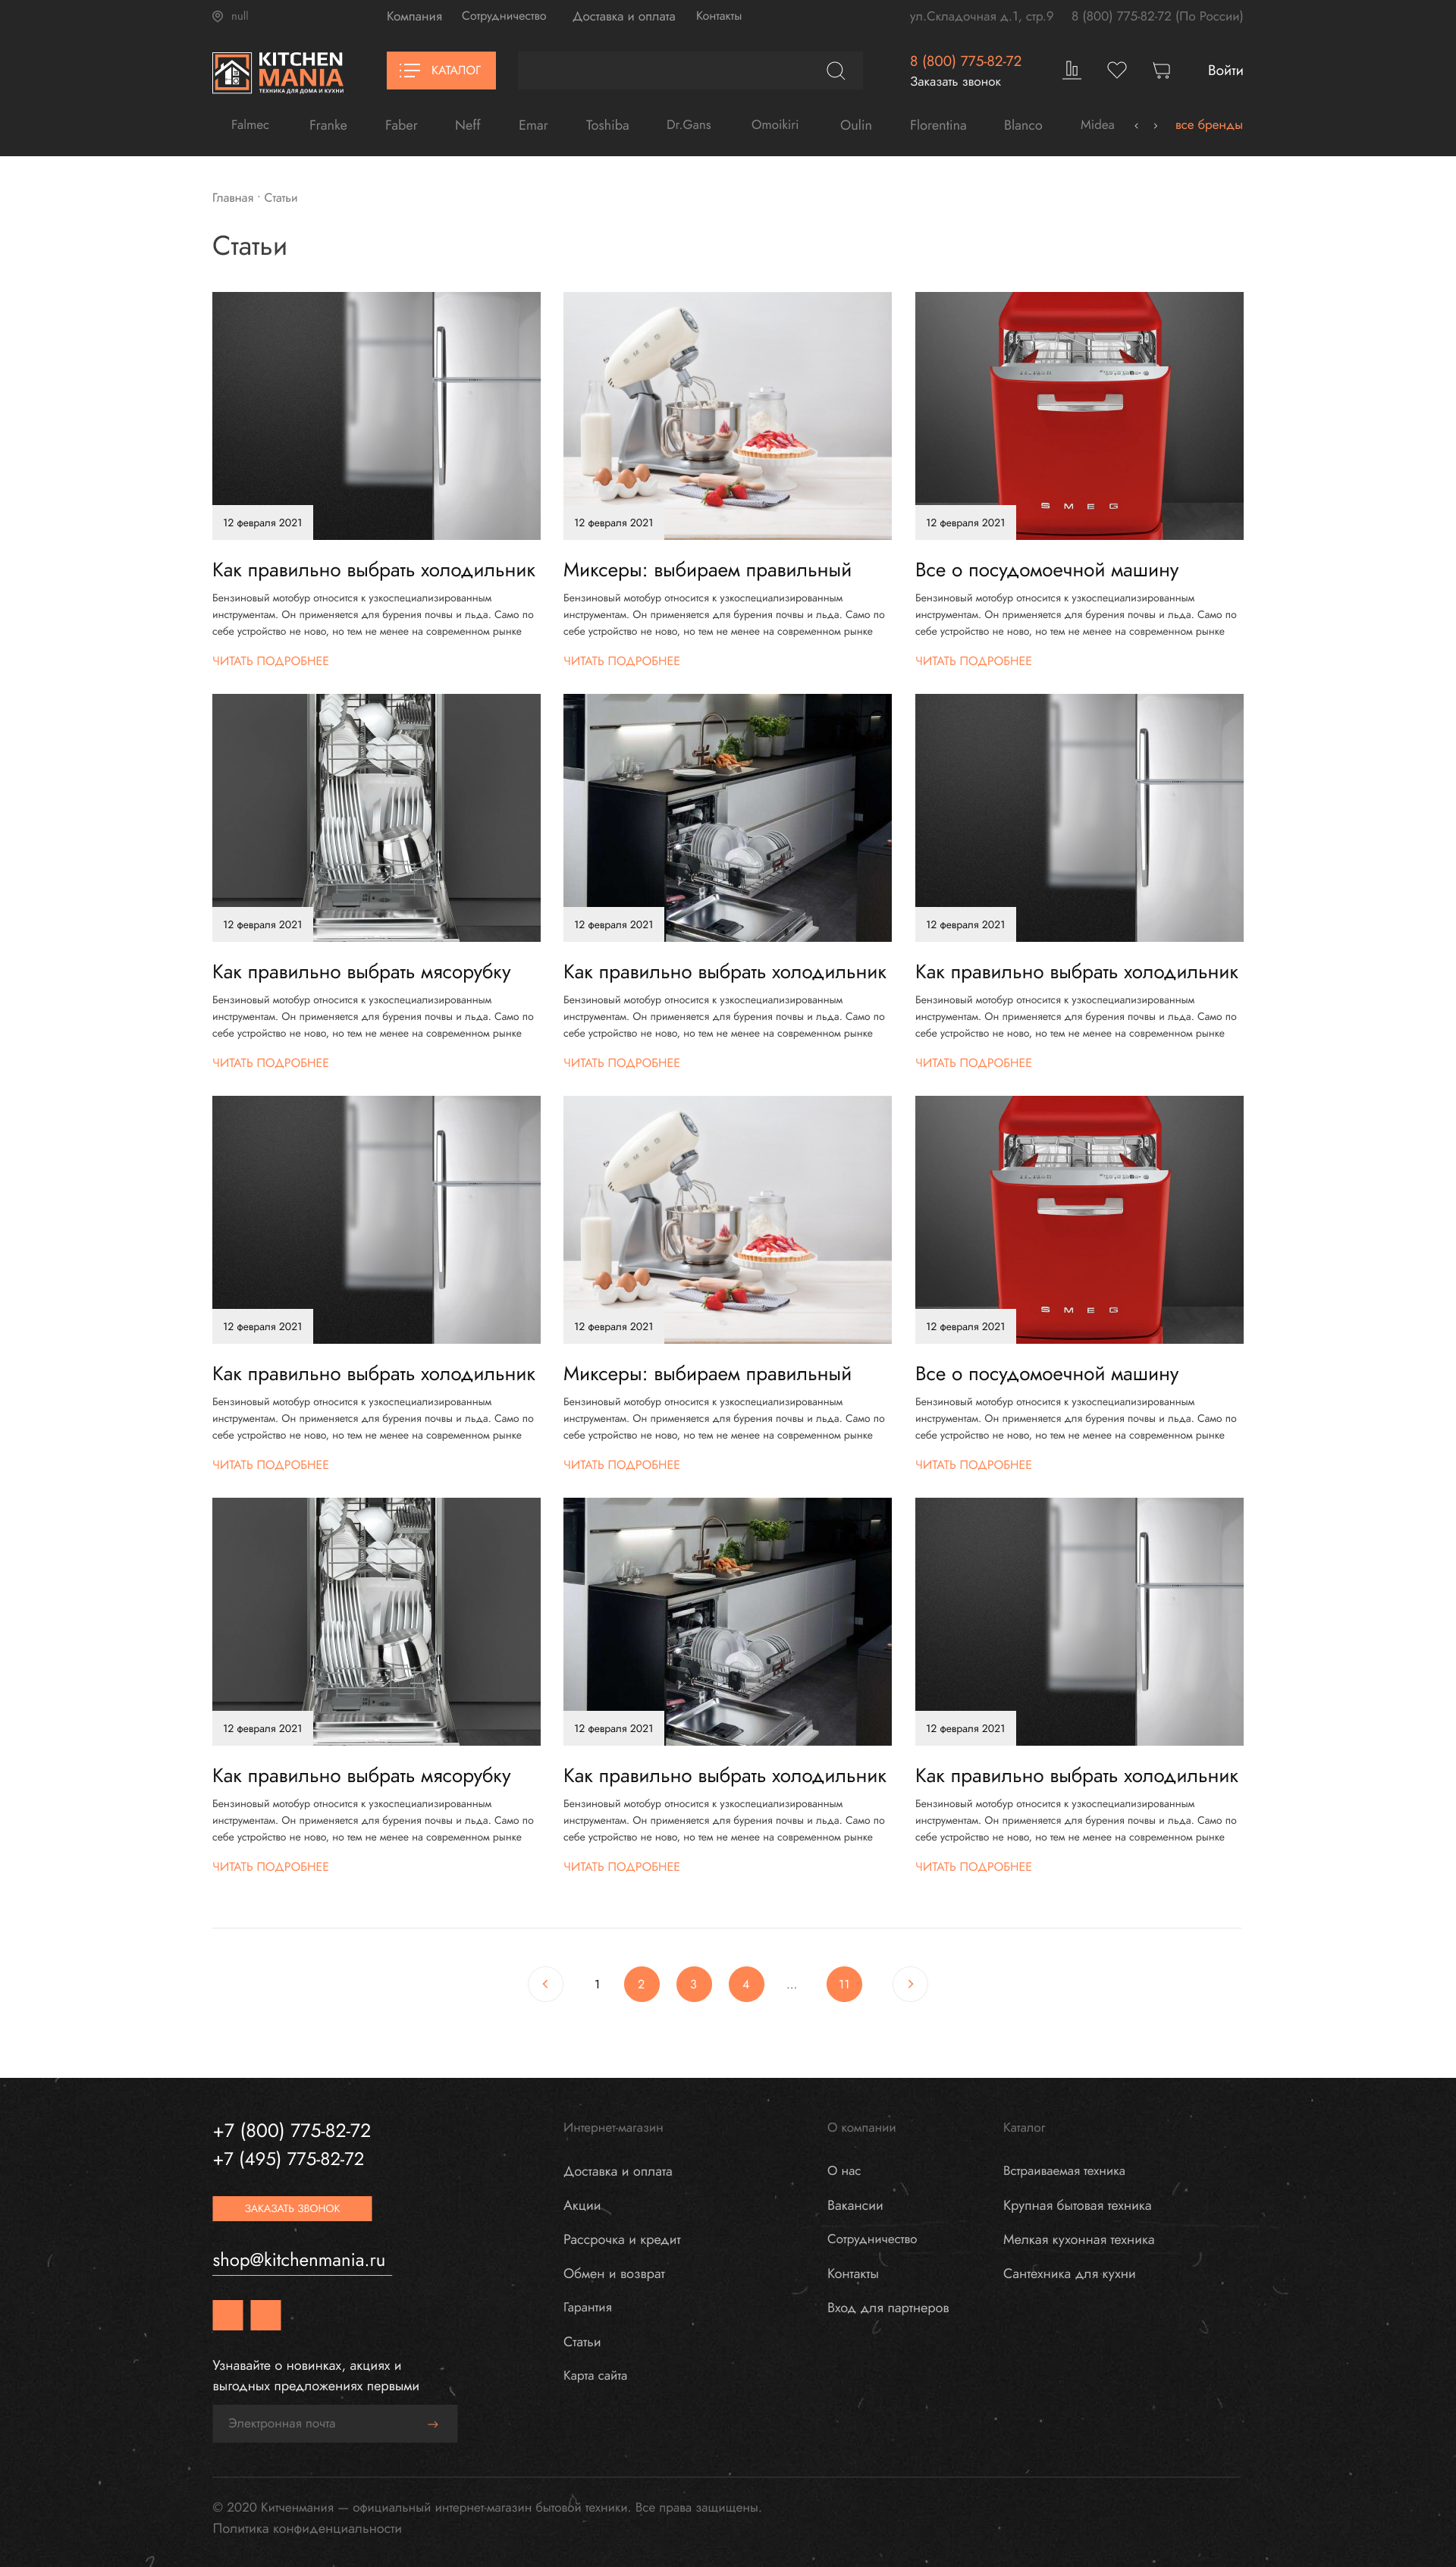 null Компания Сотрудничество Доставка и оплата Контакты ул.Складочная д.1, стр.9 8 (800) 775-82-72 (По России)
KITCHEN MANIA
ТЕХНИКА ДЛЯ ДОМА И КУХНИ
КАТАЛОГ
8 (800) 775-82-72
Заказать звонок
Войти
Falmec Franke Faber Neff Emar Toshiba Dr.Gans Omoikiri Oulin Florentina Blanco Midea ‹ › все бренды
Главная · Статьи
Статьи
SMEG
SMEG
12 февраля 2021 12 февраля 2021 12 февраля 2021
Как правильно выбрать холодильник
Бензиновый мотобур относится к узкоспециализированным
инструментам. Он применяется для бурения почвы и льда. Само по
себе устройство не ново, но тем не менее на современном рынке
ЧИТАТЬ ПОДРОБНЕЕ
Миксеры: выбираем правильный
Бензиновый мотобур относится к узкоспециализированным
инструментам. Он применяется для бурения почвы и льда. Само по
себе устройство не ново, но тем не менее на современном рынке
ЧИТАТЬ ПОДРОБНЕЕ
Все о посудомоечной машину
Бензиновый мотобур относится к узкоспециализированным
инструментам. Он применяется для бурения почвы и льда. Само по
себе устройство не ново, но тем не менее на современном рынке
ЧИТАТЬ ПОДРОБНЕЕ
12 февраля 2021 12 февраля 2021 12 февраля 2021
Как правильно выбрать мясорубку
Бензиновый мотобур относится к узкоспециализированным
инструментам. Он применяется для бурения почвы и льда. Само по
себе устройство не ново, но тем не менее на современном рынке
ЧИТАТЬ ПОДРОБНЕЕ
Как правильно выбрать холодильник
Бензиновый мотобур относится к узкоспециализированным
инструментам. Он применяется для бурения почвы и льда. Само по
себе устройство не ново, но тем не менее на современном рынке
ЧИТАТЬ ПОДРОБНЕЕ
Как правильно выбрать холодильник
Бензиновый мотобур относится к узкоспециализированным
инструментам. Он применяется для бурения почвы и льда. Само по
себе устройство не ново, но тем не менее на современном рынке
ЧИТАТЬ ПОДРОБНЕЕ
SMEG
SMEG
12 февраля 2021 12 февраля 2021 12 февраля 2021
Как правильно выбрать холодильник
Бензиновый мотобур относится к узкоспециализированным
инструментам. Он применяется для бурения почвы и льда. Само по
себе устройство не ново, но тем не менее на современном рынке
ЧИТАТЬ ПОДРОБНЕЕ
Миксеры: выбираем правильный
Бензиновый мотобур относится к узкоспециализированным
инструментам. Он применяется для бурения почвы и льда. Само по
себе устройство не ново, но тем не менее на современном рынке
ЧИТАТЬ ПОДРОБНЕЕ
Все о посудомоечной машину
Бензиновый мотобур относится к узкоспециализированным
инструментам. Он применяется для бурения почвы и льда. Само по
себе устройство не ново, но тем не менее на современном рынке
ЧИТАТЬ ПОДРОБНЕЕ
12 февраля 2021 12 февраля 2021 12 февраля 2021
Как правильно выбрать мясорубку
Бензиновый мотобур относится к узкоспециализированным
инструментам. Он применяется для бурения почвы и льда. Само по
себе устройство не ново, но тем не менее на современном рынке
ЧИТАТЬ ПОДРОБНЕЕ
Как правильно выбрать холодильник
Бензиновый мотобур относится к узкоспециализированным
инструментам. Он применяется для бурения почвы и льда. Само по
себе устройство не ново, но тем не менее на современном рынке
ЧИТАТЬ ПОДРОБНЕЕ
Как правильно выбрать холодильник
Бензиновый мотобур относится к узкоспециализированным
инструментам. Он применяется для бурения почвы и льда. Само по
себе устройство не ново, но тем не менее на современном рынке
ЧИТАТЬ ПОДРОБНЕЕ
‹ 1 2 3 4 ... 11 ›
+7 (800) 775-82-72
+7 (495) 775-82-72
ЗАКАЗАТЬ ЗВОНОК
shop@kitchenmania.ru
Узнавайте о новинках, акциях и
выгодных предложениях первыми
Электронная почта →
Интернет-магазин
Доставка и оплата
Акции
Рассрочка и кредит
Обмен и возврат
Гарантия
Статьи
Карта сайта
О компании
О нас
Вакансии
Сотрудничество
Контакты
Вход для партнеров
Каталог
Встраиваемая техника
Крупная бытовая техника
Мелкая кухонная техника
Сантехника для кухни
© 2020 Китченмания — официальный интернет-магазин бытовой техники. Все права защищены.
Политика конфиденциальности